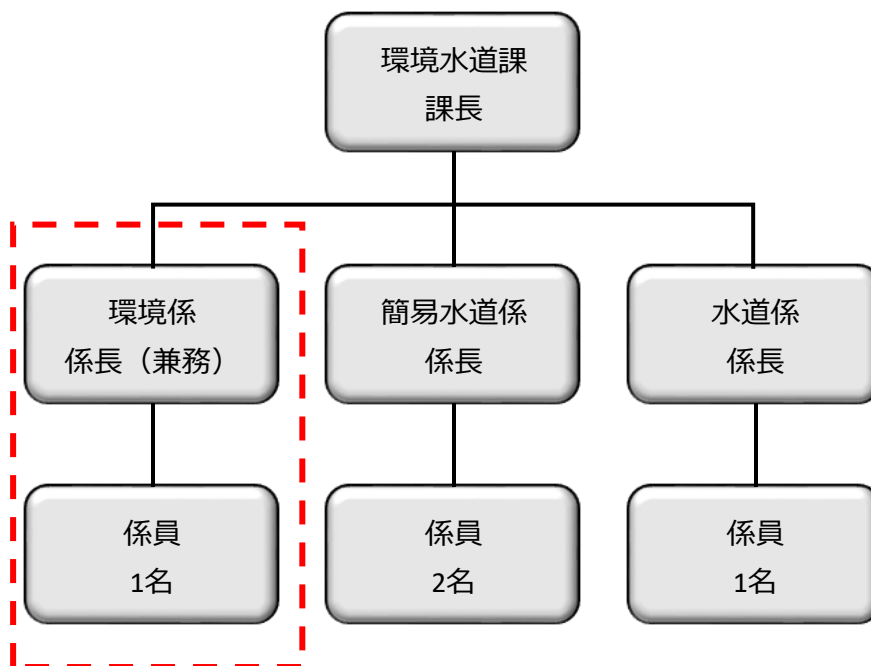 環境水道課
課長
環境係
係長（兼務）
簡易水道係
係長
水道係
係長
係員
1名
係員
2名
係員
1名